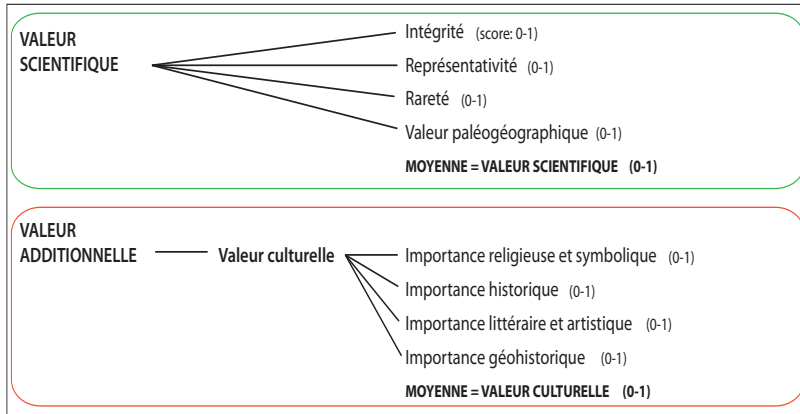 VALEUR
SCIENTIFIQUE
Intégrité (score: 0-1)
Représentativité (0-1)
Rareté (0-1)
Valeur paléogéographique (0-1)
MOYENNE = VALEUR SCIENTIFIQUE (0-1)
VALEUR
ADDITIONNELLE
Valeur culturelle
Importance religieuse et symbolique (0-1)
Importance historique (0-1)
Importance littéraire et artistique (0-1)
Importance géohistorique (0-1)
MOYENNE = VALEUR CULTURELLE (0-1)